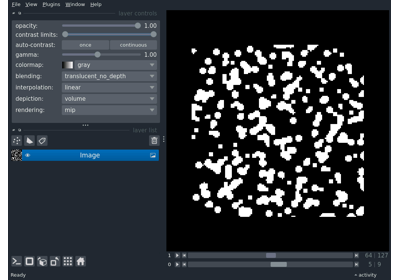 File View Plugins Window Help
layer controls
opacity: 1.00
contrast limits:
auto-contrast: once continuous
gamma: 1.00
colormap: gray
blending: translucent_no_depth
interpolation: linear
depiction: volume
rendering: mip
layer list
Image
1 64 127
0 5 9
Ready activity